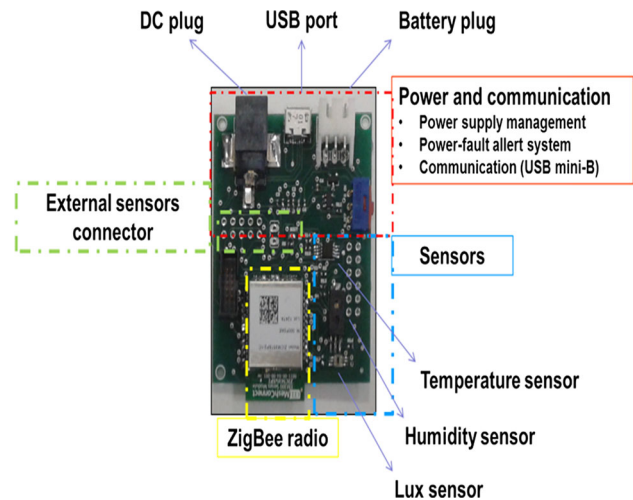 DC plug
USB port
Battery plug
Power and communication
• Power supply management
• Power-fault allert system
• Communication (USB mini-B)
External sensors
connector
Sensors
MeshConnect
Temperature sensor
ZigBee radio
Humidity sensor
Lux sensor